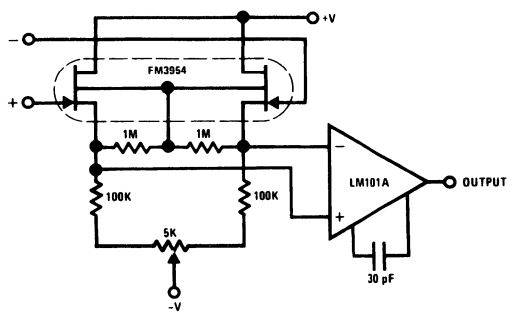 +V
−
FM3954
+
1M 1M
−
LM101A
OUTPUT
100K 100K
+
5K
30 pF
−V